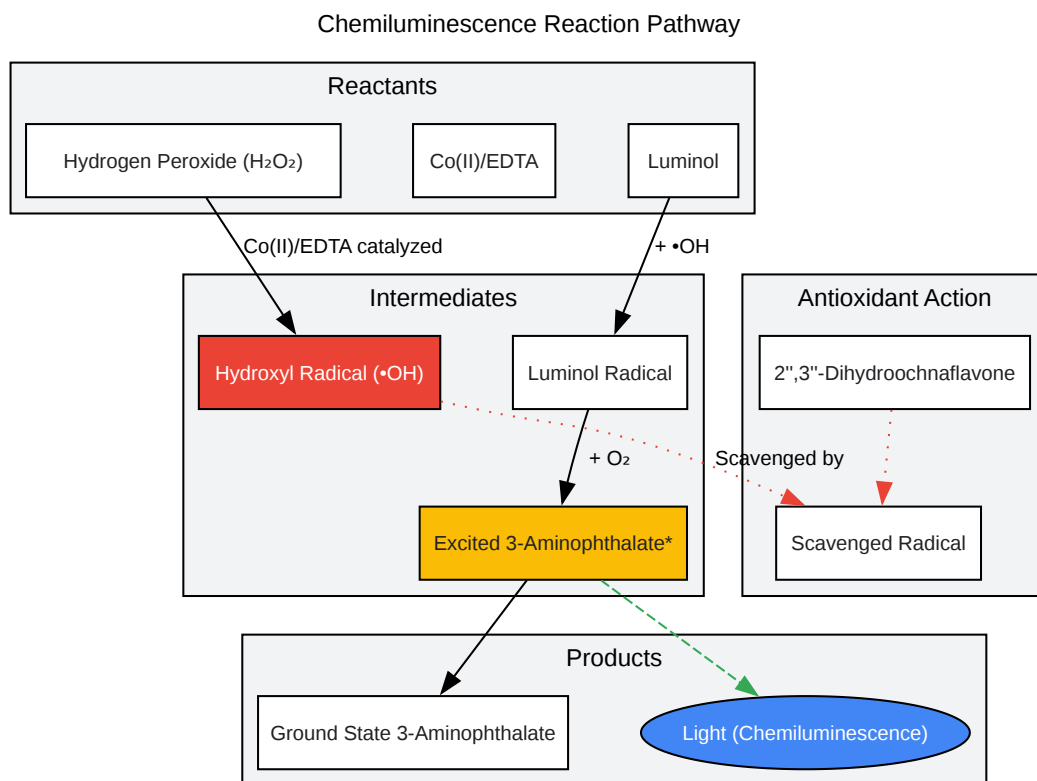 Chemiluminescence Reaction Pathway
Reactants
Hydrogen Peroxide (H₂O₂)
Co(II)/EDTA
Luminol
Co(II)/EDTA catalyzed
+ •OH
Intermediates
Antioxidant Action
Hydroxyl Radical (•OH)
Luminol Radical
2",3"-Dihydroochnaflavone
+ O₂
Scavenged by
Excited 3-Aminophthalate*
Scavenged Radical
Products
Ground State 3-Aminophthalate
Light (Chemiluminescence)